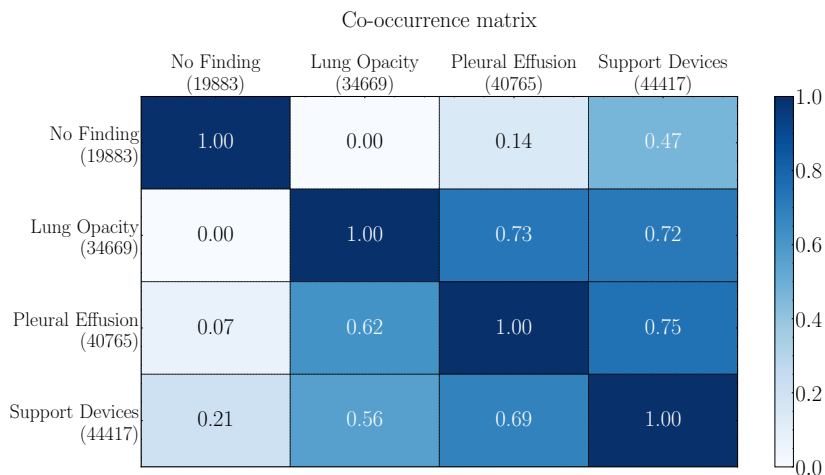 Co-occurrence matrix
No Finding Lung Opacity Pleural Effusion Support Devices
(19883) (34669) (40765) (44417)
No Finding
(19883)
1.00 0.00 0.14 0.47
Lung Opacity
(34669)
0.00 1.00 0.73 0.72
Pleural Effusion
(40765)
0.07 0.62 1.00 0.75
Support Devices
(44417)
0.21 0.56 0.69 1.00
1.0
0.8
0.6
0.4
0.2
0.0